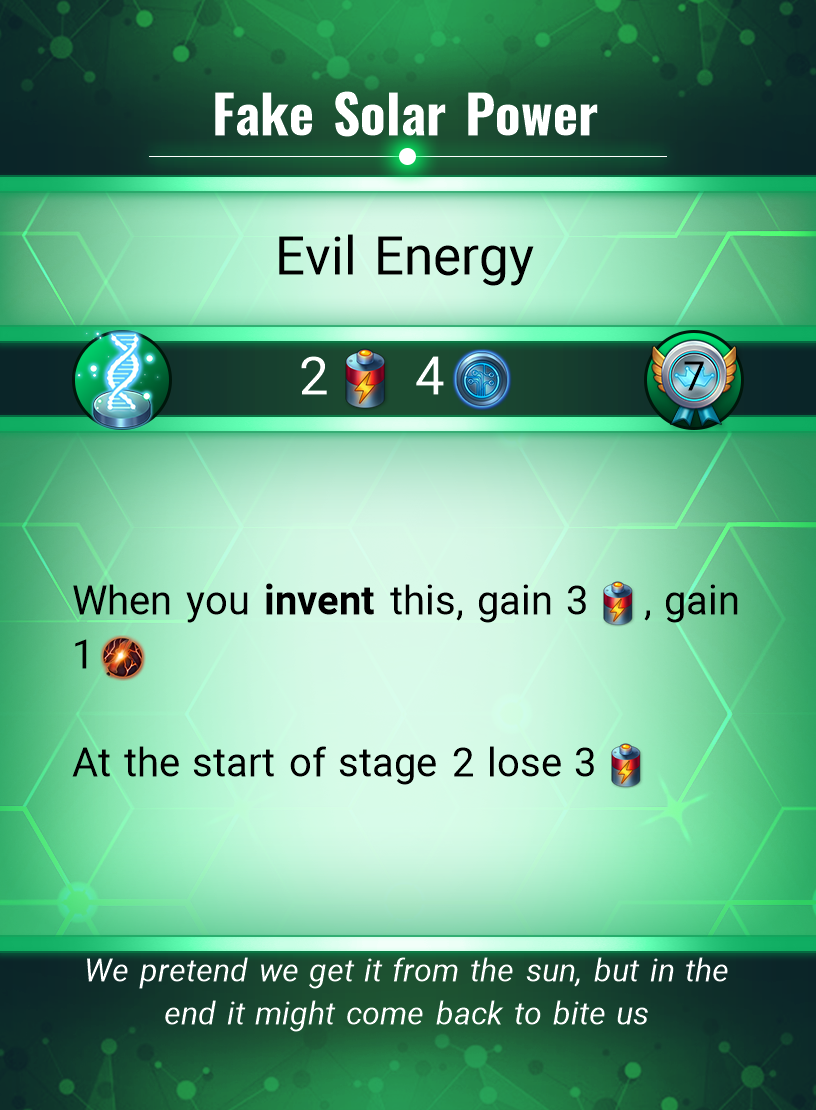 Fake Solar Power
Evil Energy
2 4 7
When you invent this, gain 3 , gain
1
At the start of stage 2 lose 3
We pretend we get it from the sun, but in the
end it might come back to bite us